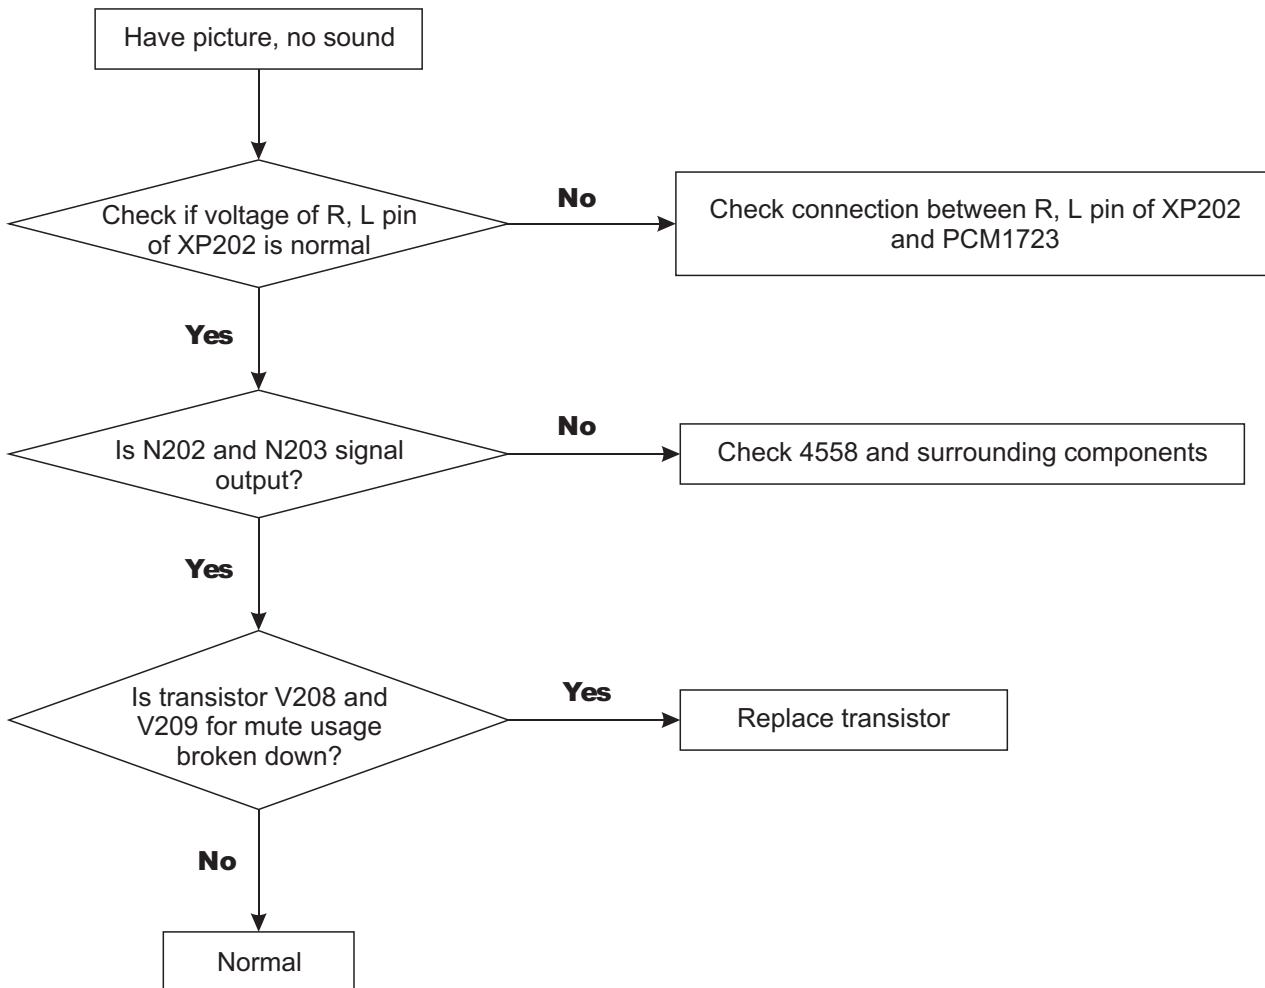 Have picture, no sound
Check if voltage of R, L pin
of XP202 is normal
No
Check connection between R, L pin of XP202
and PCM1723
Yes
Is N202 and N203 signal
output?
No
Check 4558 and surrounding components
Yes
Is transistor V208 and
V209 for mute usage
broken down?
Yes
Replace transistor
No
Normal